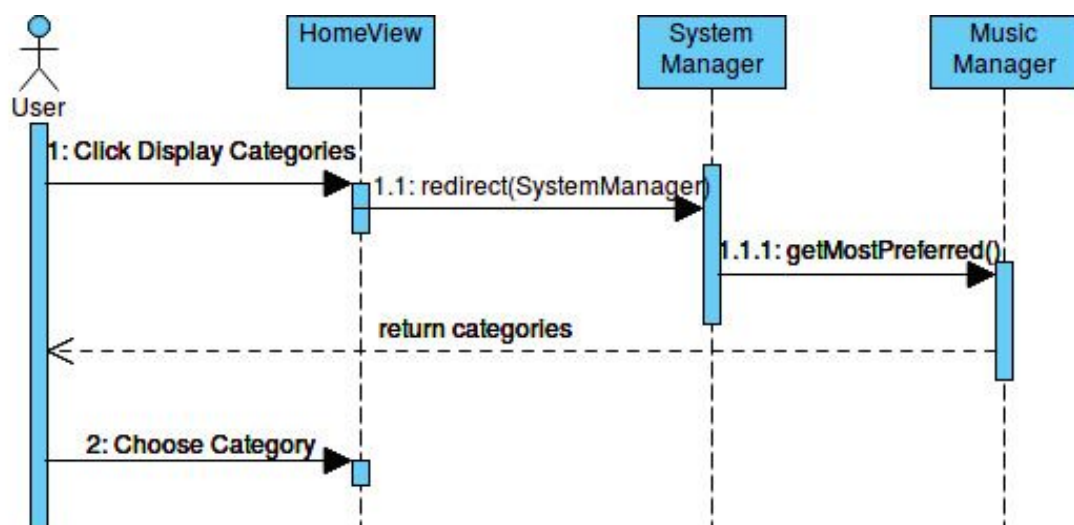 HomeView
System
Manager
Music
Manager
User
1: Click Display Categories
1.1: redirect(SystemManager)
1.1.1: getMostPreferred()
return categories
2: Choose Category